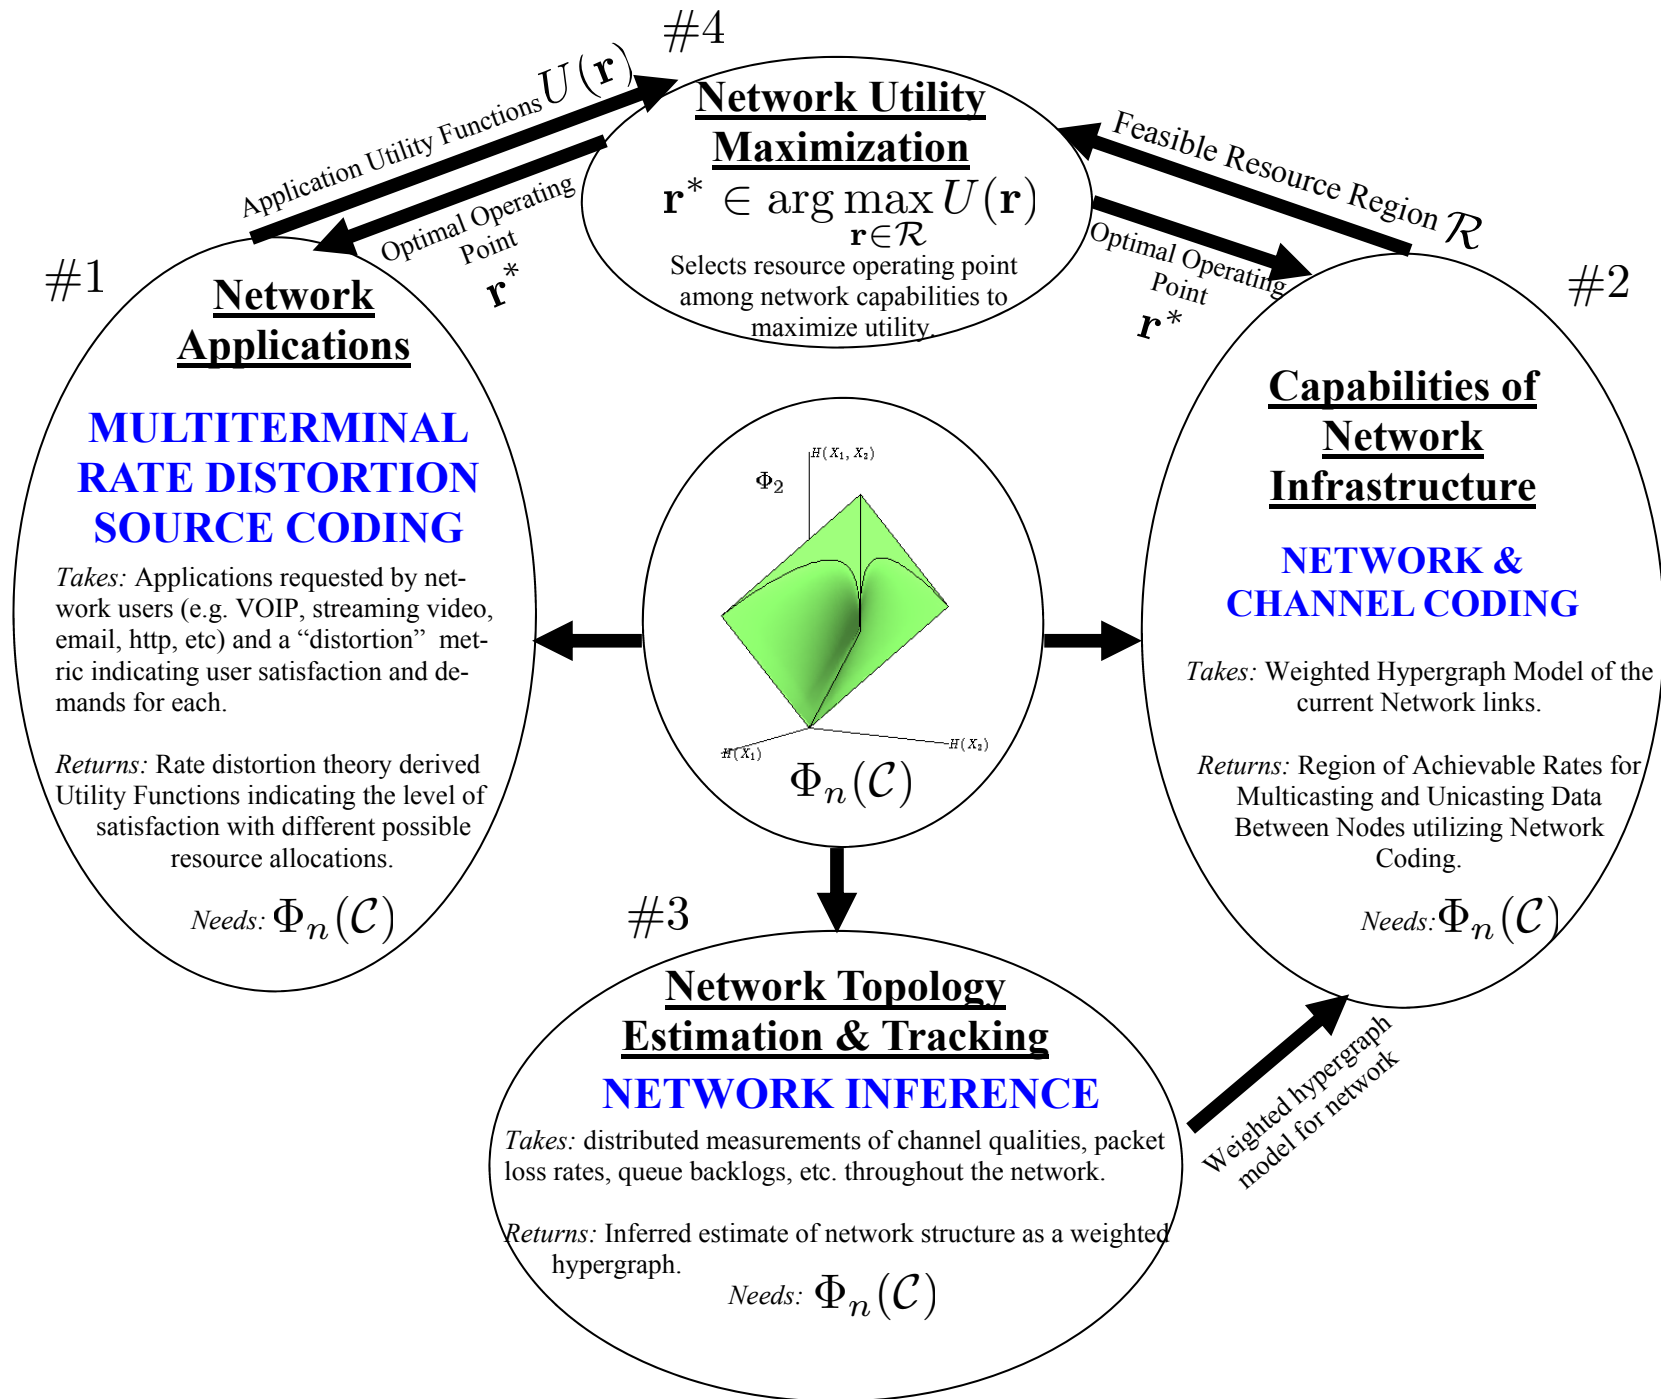 #4
Application Utility Functions U(r)
Network Utility
Maximization
r* ∈ arg max U(r)
r∈ℛ
Selects resource operating point
among network capabilities to
maximize utility.
Feasible Resource Region ℛ
Optimal Operating
Point
r*
Optimal Operating
Point
r*
#1
Network
Applications
MULTITERMINAL
RATE DISTORTION
SOURCE CODING
Takes: Applications requested by net-
work users (e.g. VOIP, streaming video,
email, http, etc) and a “distortion” met-
ric indicating user satisfaction and de-
mands for each.
Returns: Rate distortion theory derived
Utility Functions indicating the level of
satisfaction with different possible
resource allocations.
Needs: Φn(𝒞)
H(X1, X2)
Φ2
H(X1)
H(X2)
Φn(𝒞)
#2
Capabilities of
Network
Infrastructure
NETWORK &
CHANNEL CODING
Takes: Weighted Hypergraph Model of the
current Network links.
Returns: Region of Achievable Rates for
Multicasting and Unicasting Data
Between Nodes utilizing Network
Coding.
Needs: Φn(𝒞)
#3
Network Topology
Estimation & Tracking
NETWORK INFERENCE
Takes: distributed measurements of channel qualities, packet
loss rates, queue backlogs, etc. throughout the network.
Returns: Inferred estimate of network structure as a weighted
hypergraph.
Needs: Φn(𝒞)
Weighted hypergraph
model for network